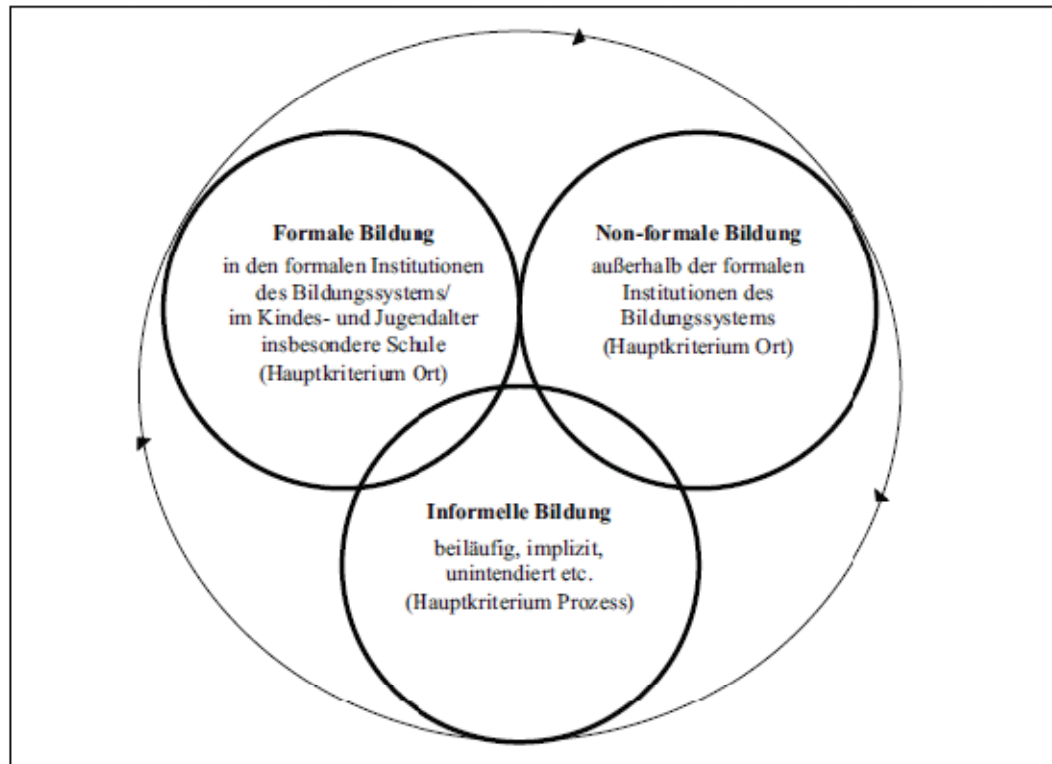 Formale Bildung
in den formalen Institutionen
des Bildungssystems/
im Kindes- und Jugendalter
insbesondere Schule
(Hauptkriterium Ort)
Non-formale Bildung
außerhalb der formalen
Institutionen des
Bildungssystems
(Hauptkriterium Ort)
Informelle Bildung
beiläufig, implizit,
unintendiert etc.
(Hauptkriterium Prozess)